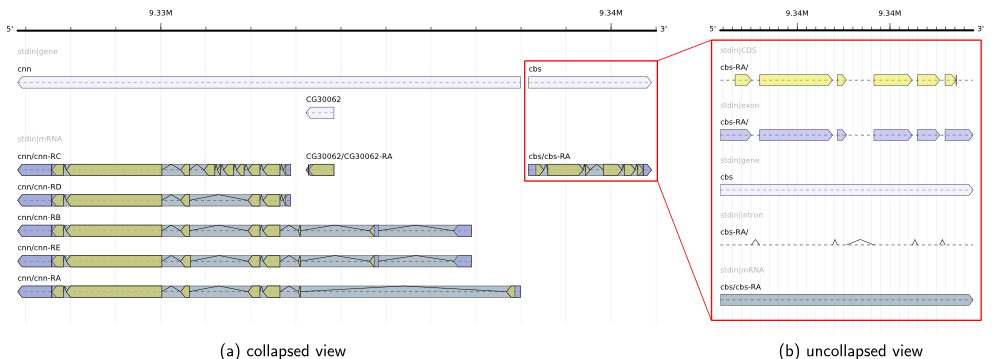 9.33M 9.34M
5' 3'
stdin|gene
cnn cbs
CG30062
stdin|mRNA
cnn/cnn-RC CG30062/CG30062-RA cbs/cbs-RA
cnn/cnn-RD
cnn/cnn-RB
cnn/cnn-RE
cnn/cnn-RA
(a) collapsed view
9.34M 9.34M
5' 3'
stdin|CDS
cbs-RA/
stdin|exon
cbs-RA/
stdin|gene
cbs
stdin|intron
cbs-RA/
stdin|mRNA
cbs/cbs-RA
(b) uncollapsed view